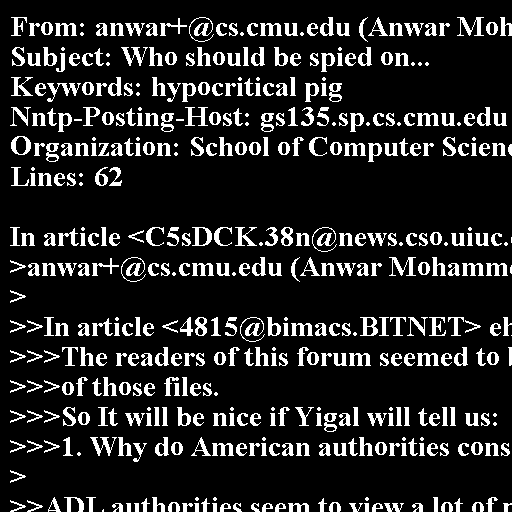 From: anwar+@cs.cmu.edu (Anwar Moh
Subject: Who should be spied on...
Keywords: hypocritical pig
Nntp-Posting-Host: gs135.sp.cs.cmu.edu
Organization: School of Computer Scienc
Lines: 62

In article <C5sDCK.38n@news.cso.uiuc.
>anwar+@cs.cmu.edu (Anwar Mohamm
>
>>In article <4815@bimacs.BITNET> eh
>>>The readers of this forum seemed to b
>>>of those files.
>>>So It will be nice if Yigal will tell us:
>>>1. Why do American authorities cons
>
>>ADL authorities seem to view a lot of